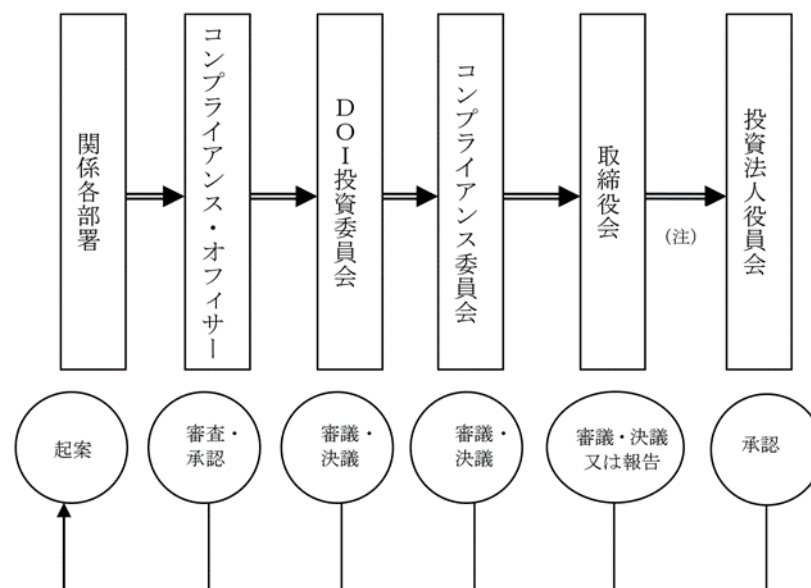 関係各部署
コンプライアンス・オフィサー
DOI投資委員会
コンプライアンス委員会
取締役会
(注)
投資法人役員会
起案
審査・
承認
審議・
決議
審議・
決議
審議・決議
又は報告
承認